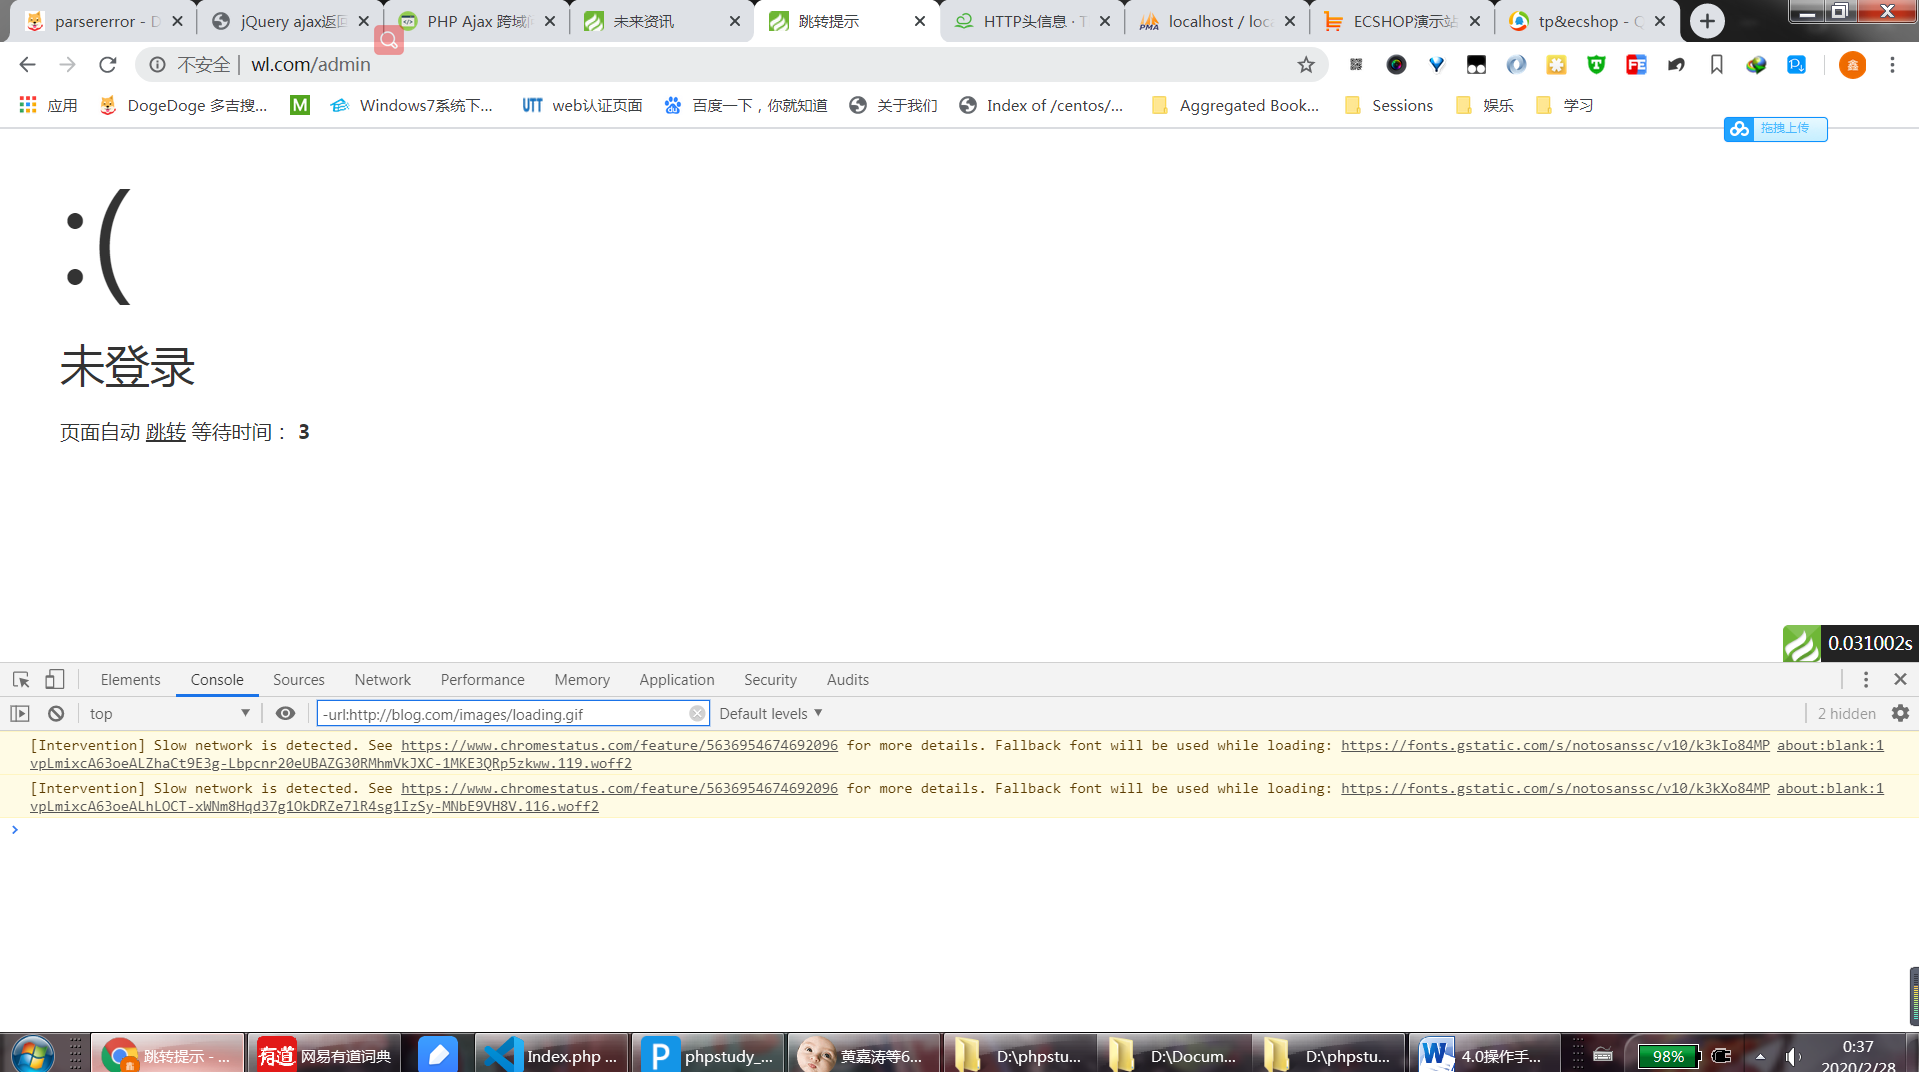 parsererror - D
jQuery ajax返回
PHP Ajax 跨域
未来资讯
跳转提示
HTTP头信息 · T
localhost / loc
ECSHOP演示站
tp&ecshop - Q
不安全 | wl.com/admin
应用
DogeDoge 多吉搜...
M
Windows7系统下...
UTT web认证页面
百度一下，你就知道
关于我们
Index of /centos/...
Aggregated Book...
Sessions
娱乐
学习
拖拽上传
:(
未登录
页面自动 跳转 等待时间： 3
0.031002s
Elements Console Sources Network Performance Memory Application Security Audits
top
-url:http://blog.com/images/loading.gif
Default levels
2 hidden
[Intervention] Slow network is detected. See https://www.chromestatus.com/feature/5636954674692096 for more details. Fallback font will be used while loading: https://fonts.gstatic.com/s/notosanssc/v10/k3kIo84MP about:blank:1
vpLmixcA63oeALZhaCt9E3g-Lbpcnr20eUBAZG30RMhmVkJXC-1MKE3QRp5zkww.119.woff2
[Intervention] Slow network is detected. See https://www.chromestatus.com/feature/5636954674692096 for more details. Fallback font will be used while loading: https://fonts.gstatic.com/s/notosanssc/v10/k3kXo84MP about:blank:1
vpLmixcA63oeALhLOCT-xWNm8Hqd37g1OkDRZe7lR4sg1IzSy-MNbE9VH8V.116.woff2
跳转提示 - ...
有道 网易有道词典
Index.php ...
phpstudy_...
黄嘉涛等6...
D:\phpstu...
D:\Docum...
D:\phpstu...
4.0操作手...
98%
0:37
2020/2/28